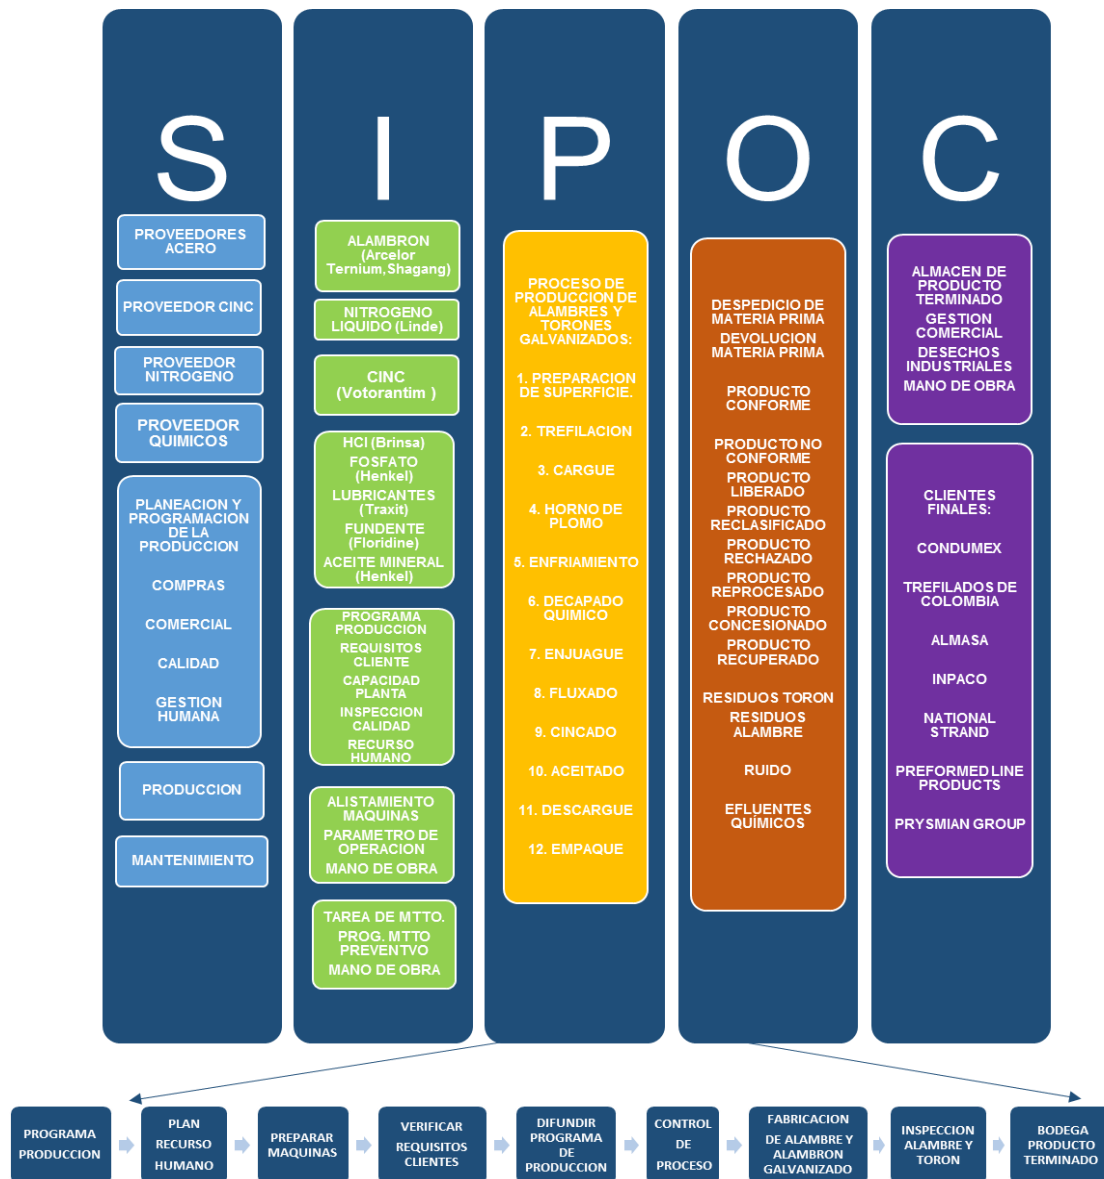 S
PROVEEDORES
ACERO
PROVEEDOR CINC
PROVEEDOR
NITROGENO
PROVEEDOR
QUIMICOS
PLANEACION Y
PROGRAMACION
DE LA
PRODUCCION
COMPRAS
COMERCIAL
CALIDAD
GESTION
HUMANA
PRODUCCION
MANTENIMIENTO
I
ALAMBRON
(Arcelor
Ternium,Shagang)
NITROGENO
LIQUIDO (Linde)
CINC
(Votorantim )
HCl (Brinsa)
FOSFATO
(Henkel)
LUBRICANTES
(Traxit)
FUNDENTE
(Floridine)
ACEITE MINERAL
(Henkel)
PROGRAMA
PRODUCCION
REQUISITOS
CLIENTE
CAPACIDAD
PLANTA
INSPECCION
CALIDAD
RECURSO
HUMANO
ALISTAMIENTO
MAQUINAS
PARAMETRO DE
OPERACION
MANO DE OBRA
TAREA DE MTTO.
PROG. MTTO
PREVENTVO
MANO DE OBRA
P
PROCESO DE
PRODUCCION DE
ALAMBRES Y
TORONES
GALVANIZADOS:
1. PREPARACION
DE SUPERFICIE.
2. TREFILACION
3. CARGUE
4. HORNO DE
PLOMO
5. ENFRIAMIENTO
6. DECAPADO
QUIMICO
7. ENJUAGUE
8. FLUXADO
9. CINCADO
10. ACEITADO
11. DESCARGUE
12. EMPAQUE
O
DESPEDICIO DE
MATERIA PRIMA
DEVOLUCION
MATERIA PRIMA
PRODUCTO
CONFORME
PRODUCTO NO
CONFORME
PRODUCTO
LIBERADO
PRODUCTO
RECLASIFICADO
PRODUCTO
RECHAZADO
PRODUCTO
REPROCESADO
PRODUCTO
CONCESIONADO
PRODUCTO
RECUPERADO
RESIDUOS TORON
RESIDUOS
ALAMBRE
RUIDO
EFLUENTES
QUÍMICOS
C
ALMACEN DE
PRODUCTO
TERMINADO
GESTION
COMERCIAL
DESECHOS
INDUSTRIALES
MANO DE OBRA
CLIENTES
FINALES:
CONDUMEX
TREFILADOS DE
COLOMBIA
ALMASA
INPACO
NATIONAL
STRAND
PREFORMED LINE
PRODUCTS
PRYSMIAN GROUP
PROGRAMA
PRODUCCION
PLAN
RECURSO
HUMANO
PREPARAR
MAQUINAS
VERIFICAR
REQUISITOS
CLIENTES
DIFUNDIR
PROGRAMA
DE
PRODUCCION
CONTROL
DE
PROCESO
FABRICACION
DE ALAMBRE Y
ALAMBRON
GALVANIZADO
INSPECCION
ALAMBRE Y
TORON
BODEGA
PRODUCTO
TERMINADO